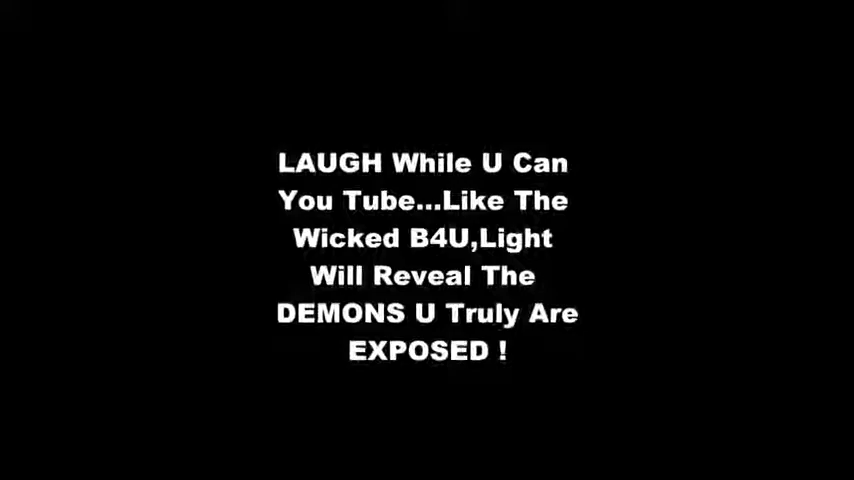 LAUGH While U Can
You Tube...Like The
Wicked B4U,Light
Will Reveal The
DEMONS U Truly Are
EXPOSED !